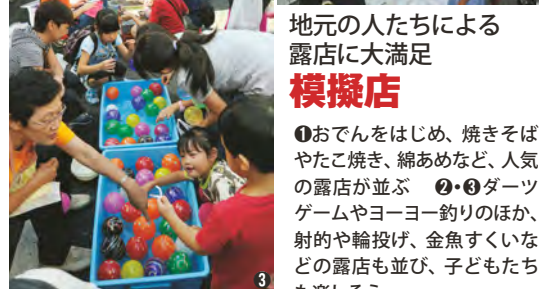 地元の人たちによる
露店に大満足
模擬店
❶おでんをはじめ、焼きそば
やたこ焼き、綿あめなど、人気
の露店が並ぶ　❷・❸ダーツ
ゲームやヨーヨー釣りのほか、
射的や輪投げ、金魚すくいな
どの露店も並び、子どもたち
❸